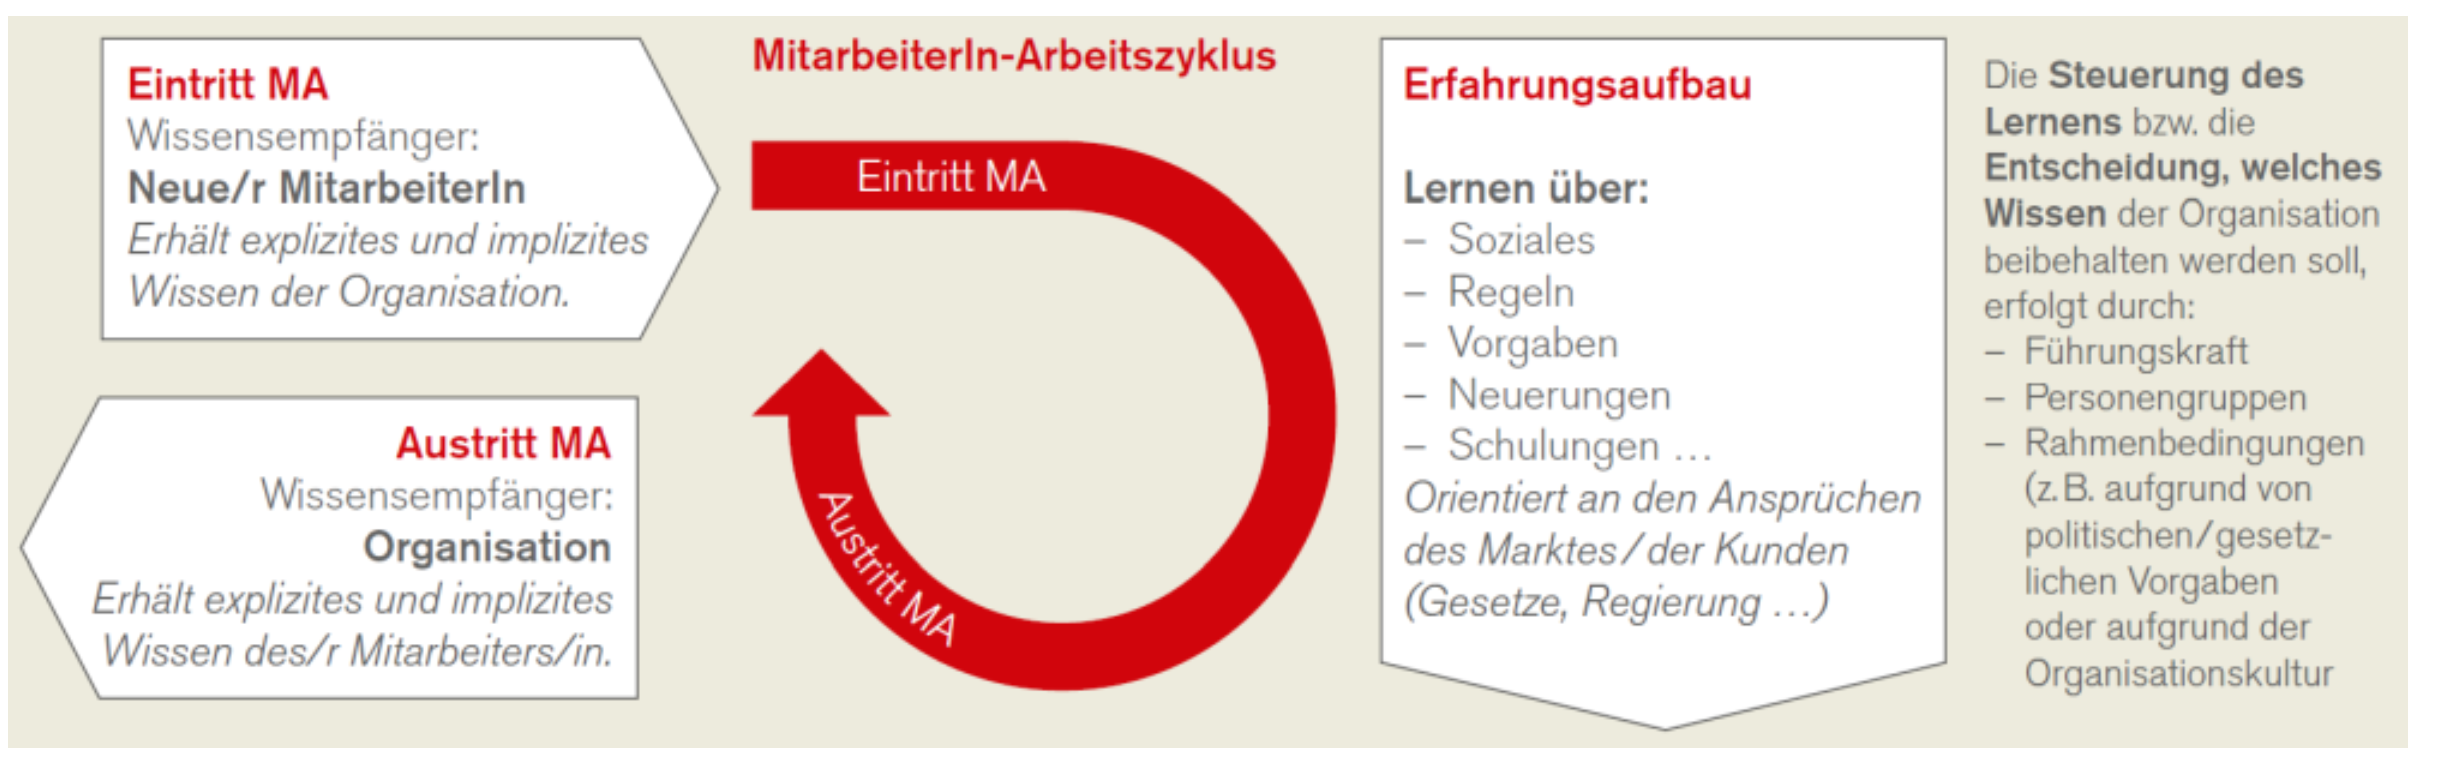 Eintritt MA
Wissensempfänger:
Neue/r MitarbeiterIn
Erhält explizites und implizites
Wissen der Organisation.
Austritt MA
Wissensempfänger:
Organisation
Erhält explizites und implizites
Wissen des/r Mitarbeiters/in.
MitarbeiterIn-Arbeitszyklus
Eintritt MA
Austritt MA
Erfahrungsaufbau
Lernen über:
– Soziales
– Regeln
– Vorgaben
– Neuerungen
– Schulungen …
Orientiert an den Ansprüchen
des Marktes/der Kunden
(Gesetze, Regierung …)
Die Steuerung des
Lernens bzw. die
Entscheidung, welches
Wissen der Organisation
beibehalten werden soll,
erfolgt durch:
– Führungskraft
– Personengruppen
– Rahmenbedingungen
(z. B. aufgrund von
politischen/gesetz-
lichen Vorgaben
oder aufgrund der
Organisationskultur